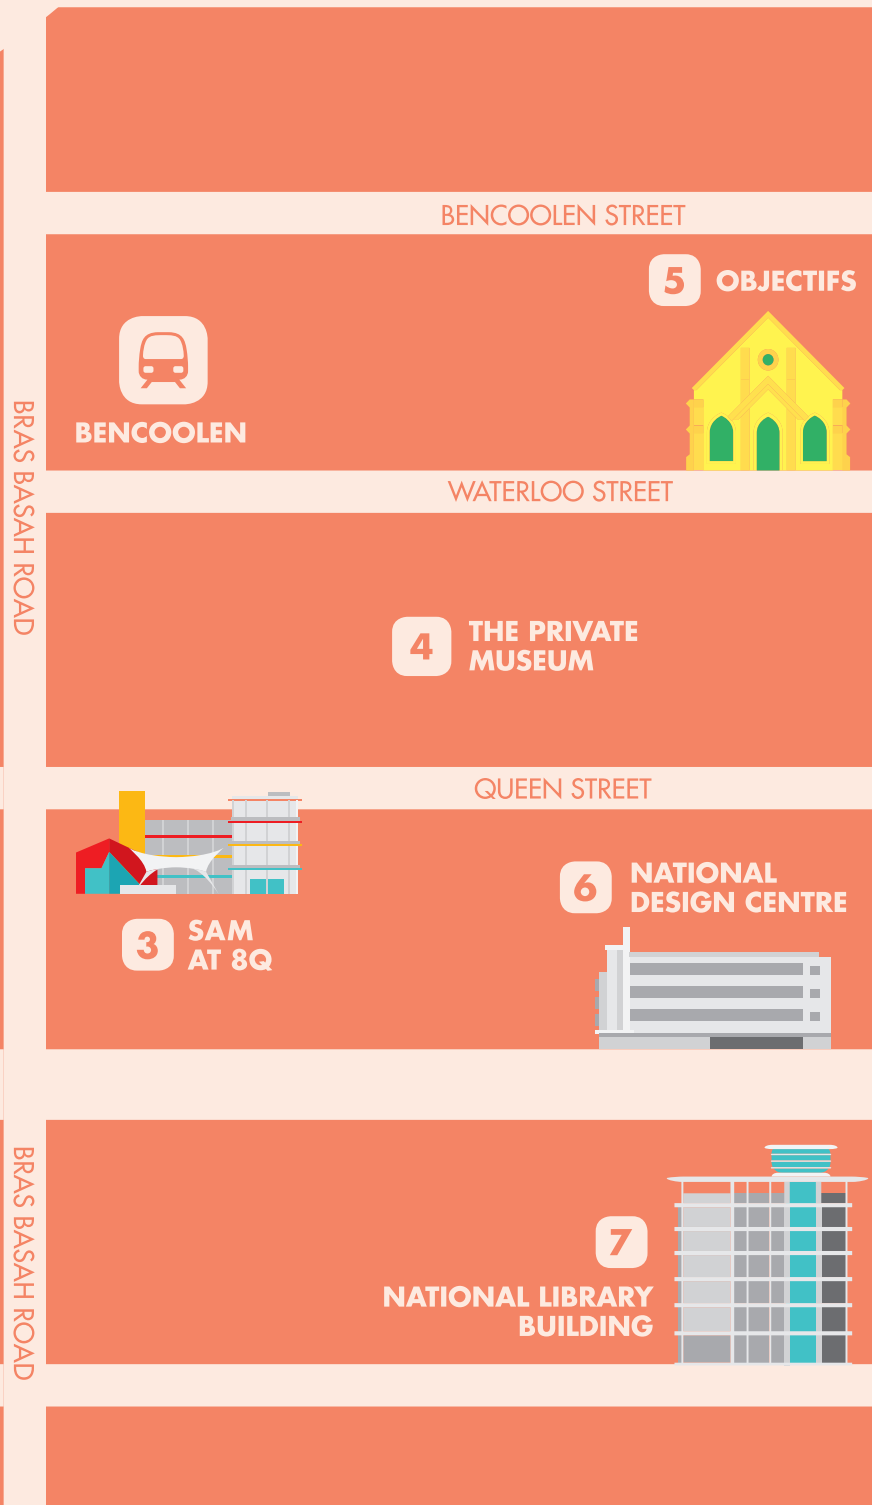 BENCOOLEN STREET
5 OBJECTIFS
BENCOOLEN
BRAS BASAH ROAD
WATERLOO STREET
4 THE PRIVATE
MUSEUM
QUEEN STREET
6 NATIONAL
DESIGN CENTRE
3 SAM
AT 8Q
BRAS BASAH ROAD
7
NATIONAL LIBRARY
BUILDING